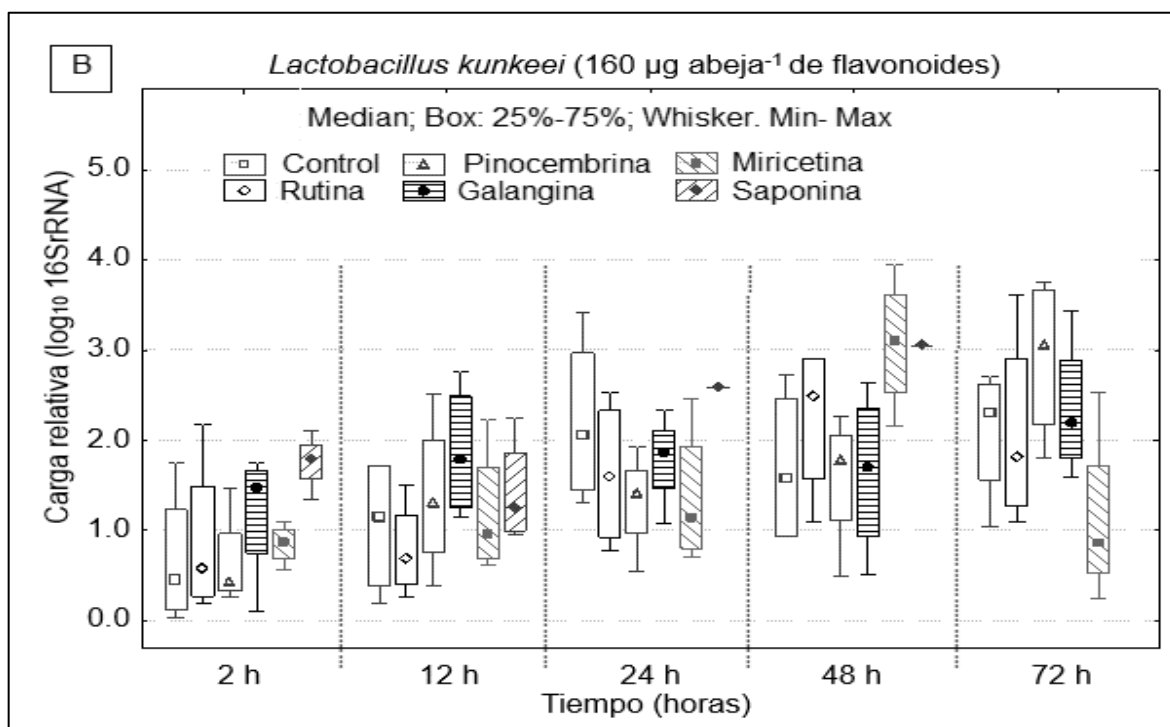 B
Lactobacillus kunkeei (160 µg abeja⁻¹ de flavonoides)
Median; Box: 25%-75%; Whisker. Min- Max
Control Pinocembrina Miricetina
Rutina Galangina Saponina
Carga relativa (log₁₀ 16SrRNA)
5.0
4.0
3.0
2.0
1.0
0.0
2 h 12 h 24 h 48 h 72 h
Tiempo (horas)